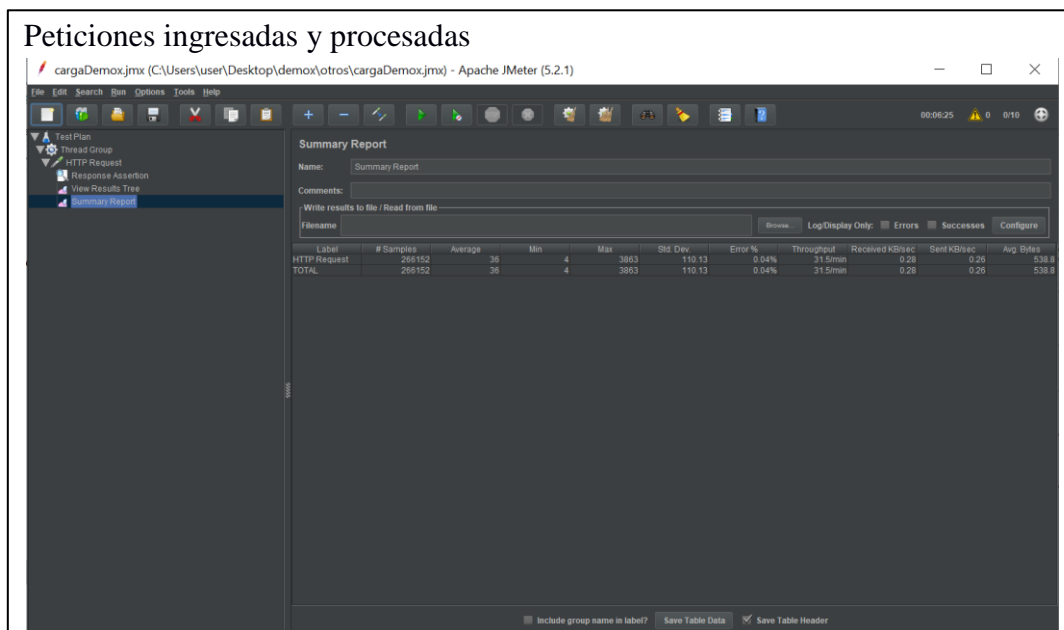 Peticiones ingresadas y procesadas
cargaDemox.jmx (C:\Users\user\Desktop\demox\otros\cargaDemox.jmx) - Apache JMeter (5.2.1)
File Edit Search Run Options Tools Help
00:06:25 0 0/10
Test Plan
Thread Group
HTTP Request
Response Assertion
View Results Tree
Summary Report
Summary Report
Name: Summary Report
Comments:
Write results to file / Read from file
Filename Browse... Log/Display Only: Errors Successes Configure
Label # Samples Average Min Max Std. Dev. Error % Throughput Received KB/sec Sent KB/sec Avg. Bytes
HTTP Request 266152 36 4 3863 110.13 0.04% 31.5/min 0.28 0.26 538.8
TOTAL 266152 36 4 3863 110.13 0.04% 31.5/min 0.28 0.26 538.8
Include group name in label? Save Table Data Save Table Header